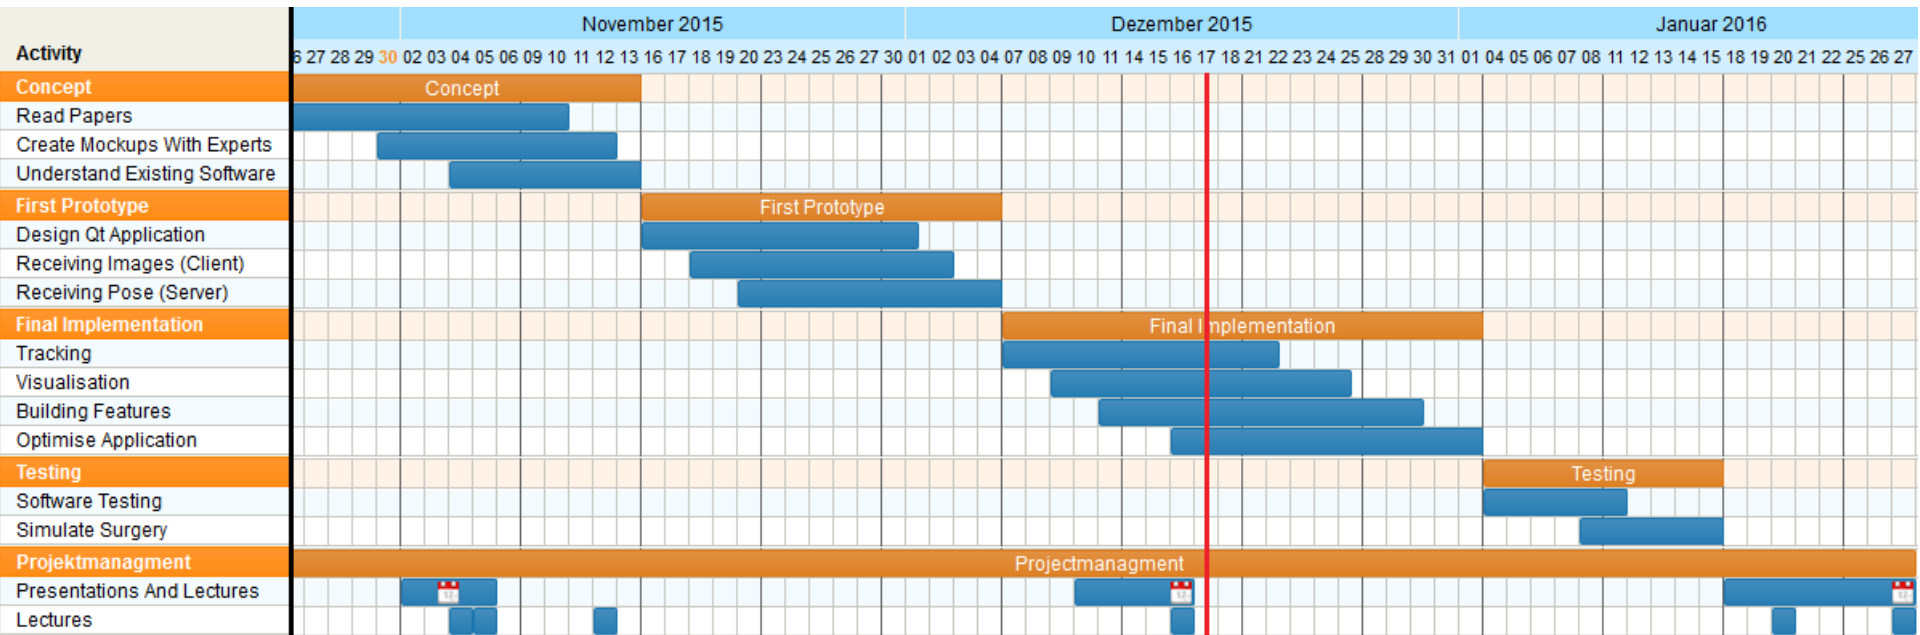 November 2015 Dezember 2015 Januar 2016
Activity 6 27 28 29 30 02 03 04 05 06 09 10 11 12 13 16 17 18 19 20 23 24 25 26 27 30 01 02 03 04 07 08 09 10 11 14 15 16 17 18 21 22 23 24 25 28 29 30 31 01 04 05 06 07 08 11 12 13 14 15 18 19 20 21 22 25 26 27
Concept Concept
Read Papers
Create Mockups With Experts
Understand Existing Software
First Prototype First Prototype
Design Qt Application
Receiving Images (Client)
Receiving Pose (Server)
Final Implementation Final Implementation
Tracking
Visualisation
Building Features
Optimise Application
Testing Testing
Software Testing
Simulate Surgery
Projektmanagment Projectmanagment
Presentations And Lectures 12 12 12
Lectures